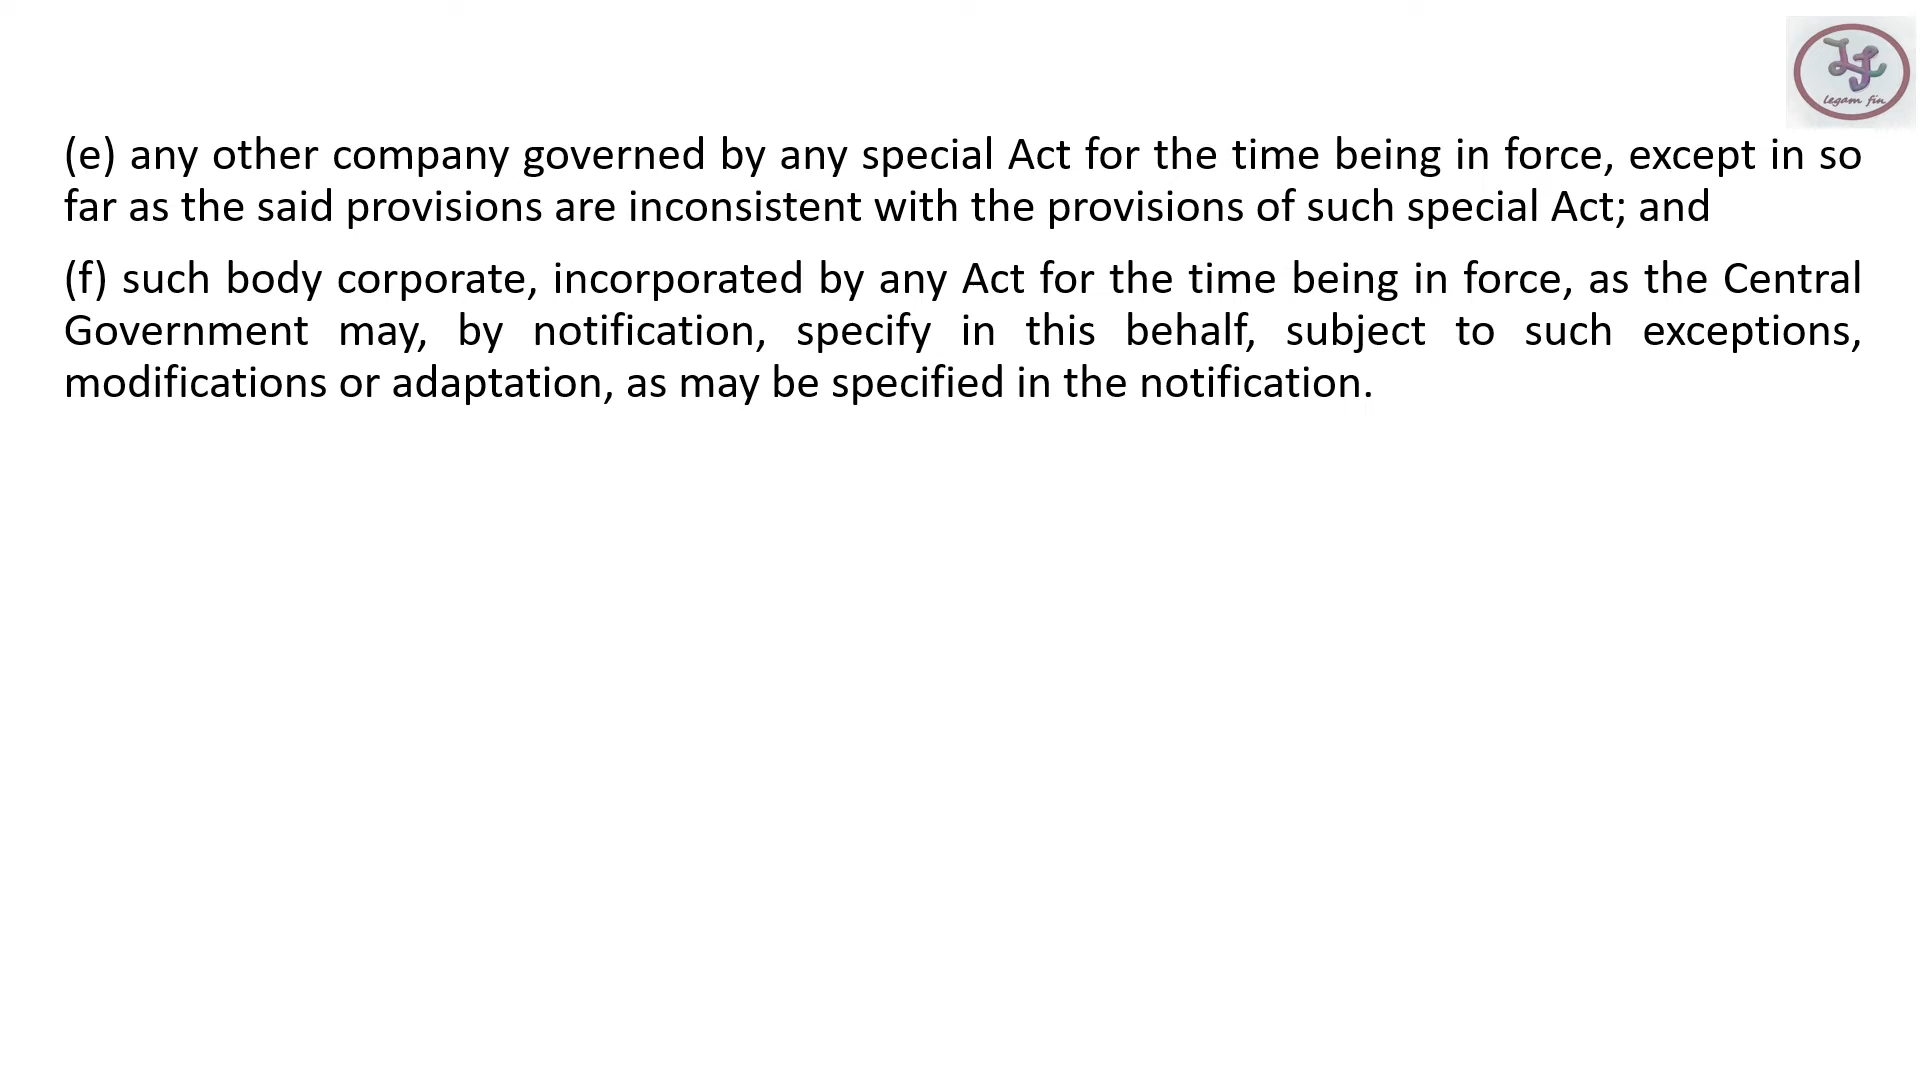 legam fin
(e) any other company governed by any special Act for the time being in force, except in so
far as the said provisions are inconsistent with the provisions of such special Act; and
(f) such body corporate, incorporated by any Act for the time being in force, as the Central
Government may, by notification, specify in this behalf, subject to such exceptions,
modifications or adaptation, as may be specified in the notification.